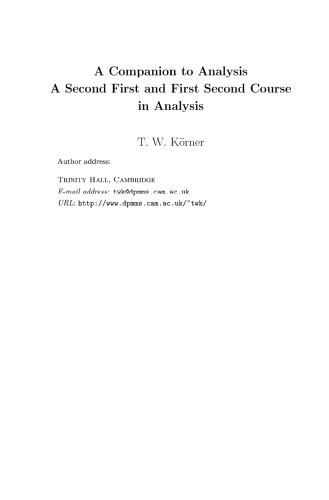 A Companion to Analysis
A Second First and First Second Course
in Analysis
T. W. Körner
Author address:
Trinity Hall, Cambridge
E-mail address: twk@dpmms.cam.ac.uk
URL: http://www.dpmms.cam.ac.uk/~twk/